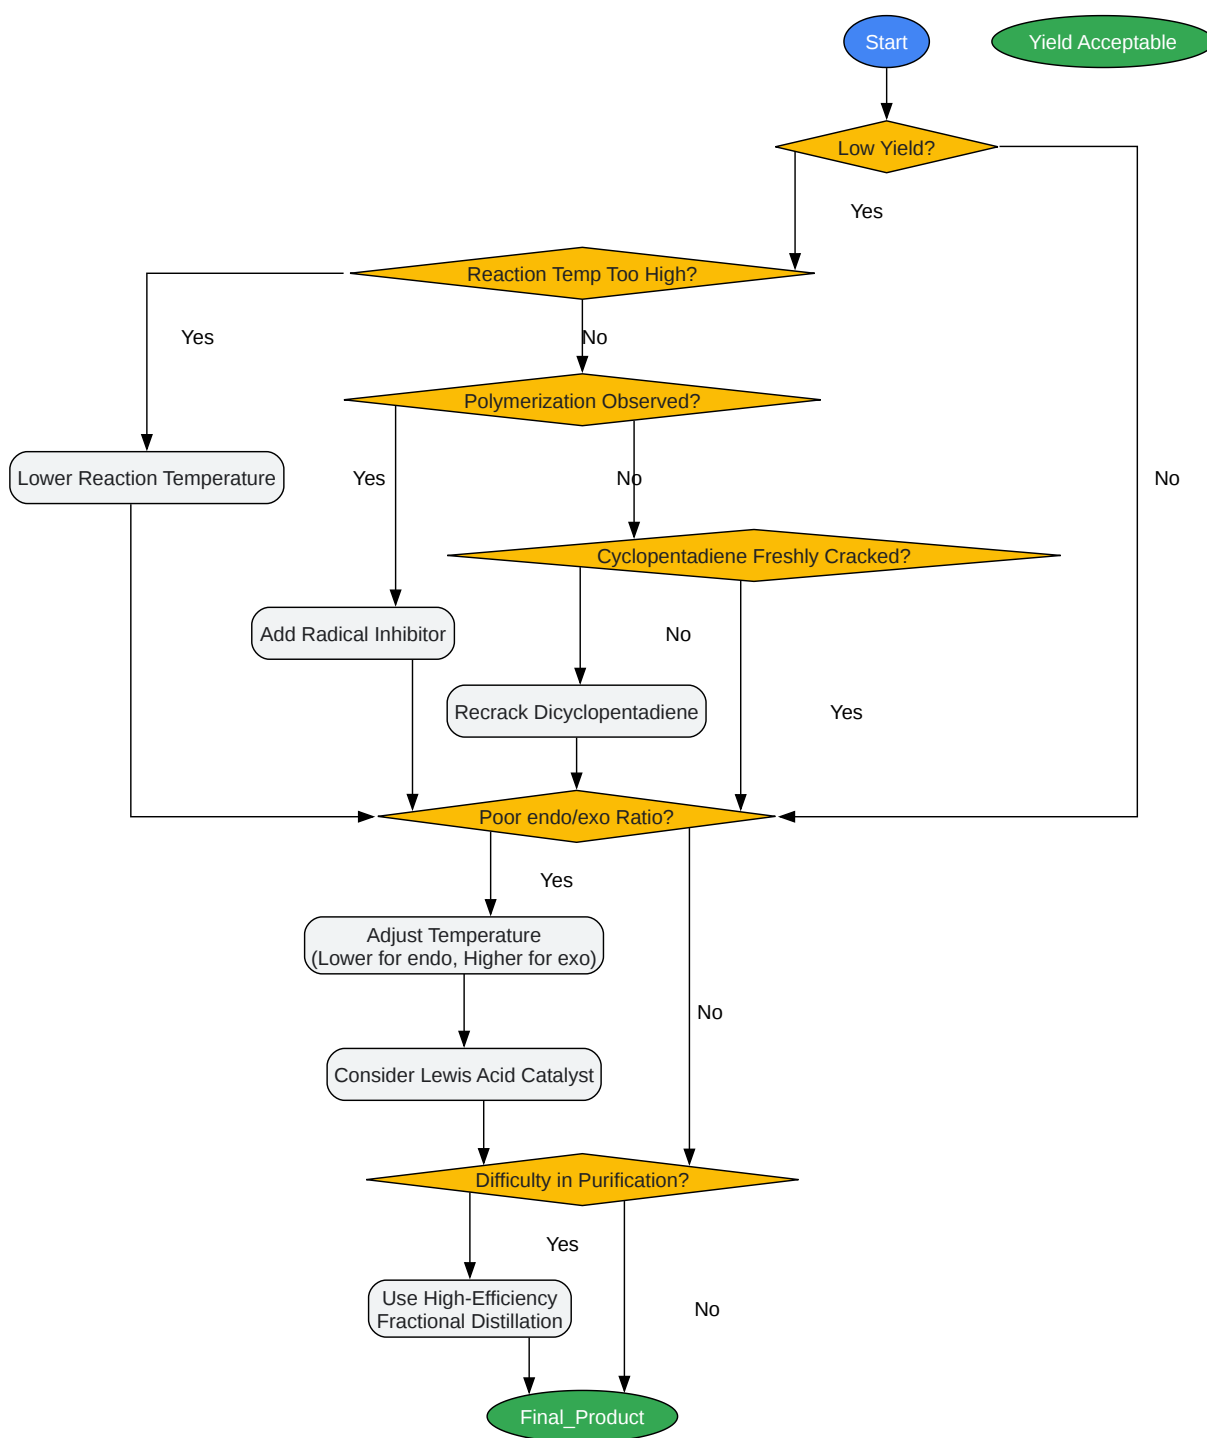 Start
Yield Acceptable
Low Yield?
Yes
Reaction Temp Too High?
Yes
No
Polymerization Observed?
Lower Reaction Temperature
Yes
No
No
Cyclopentadiene Freshly Cracked?
Add Radical Inhibitor
No
Recrack Dicyclopentadiene
Yes
Poor endo/exo Ratio?
Yes
Adjust Temperature
(Lower for endo, Higher for exo)
No
Consider Lewis Acid Catalyst
Difficulty in Purification?
Yes
Use High-Efficiency
Fractional Distillation
No
Final_Product